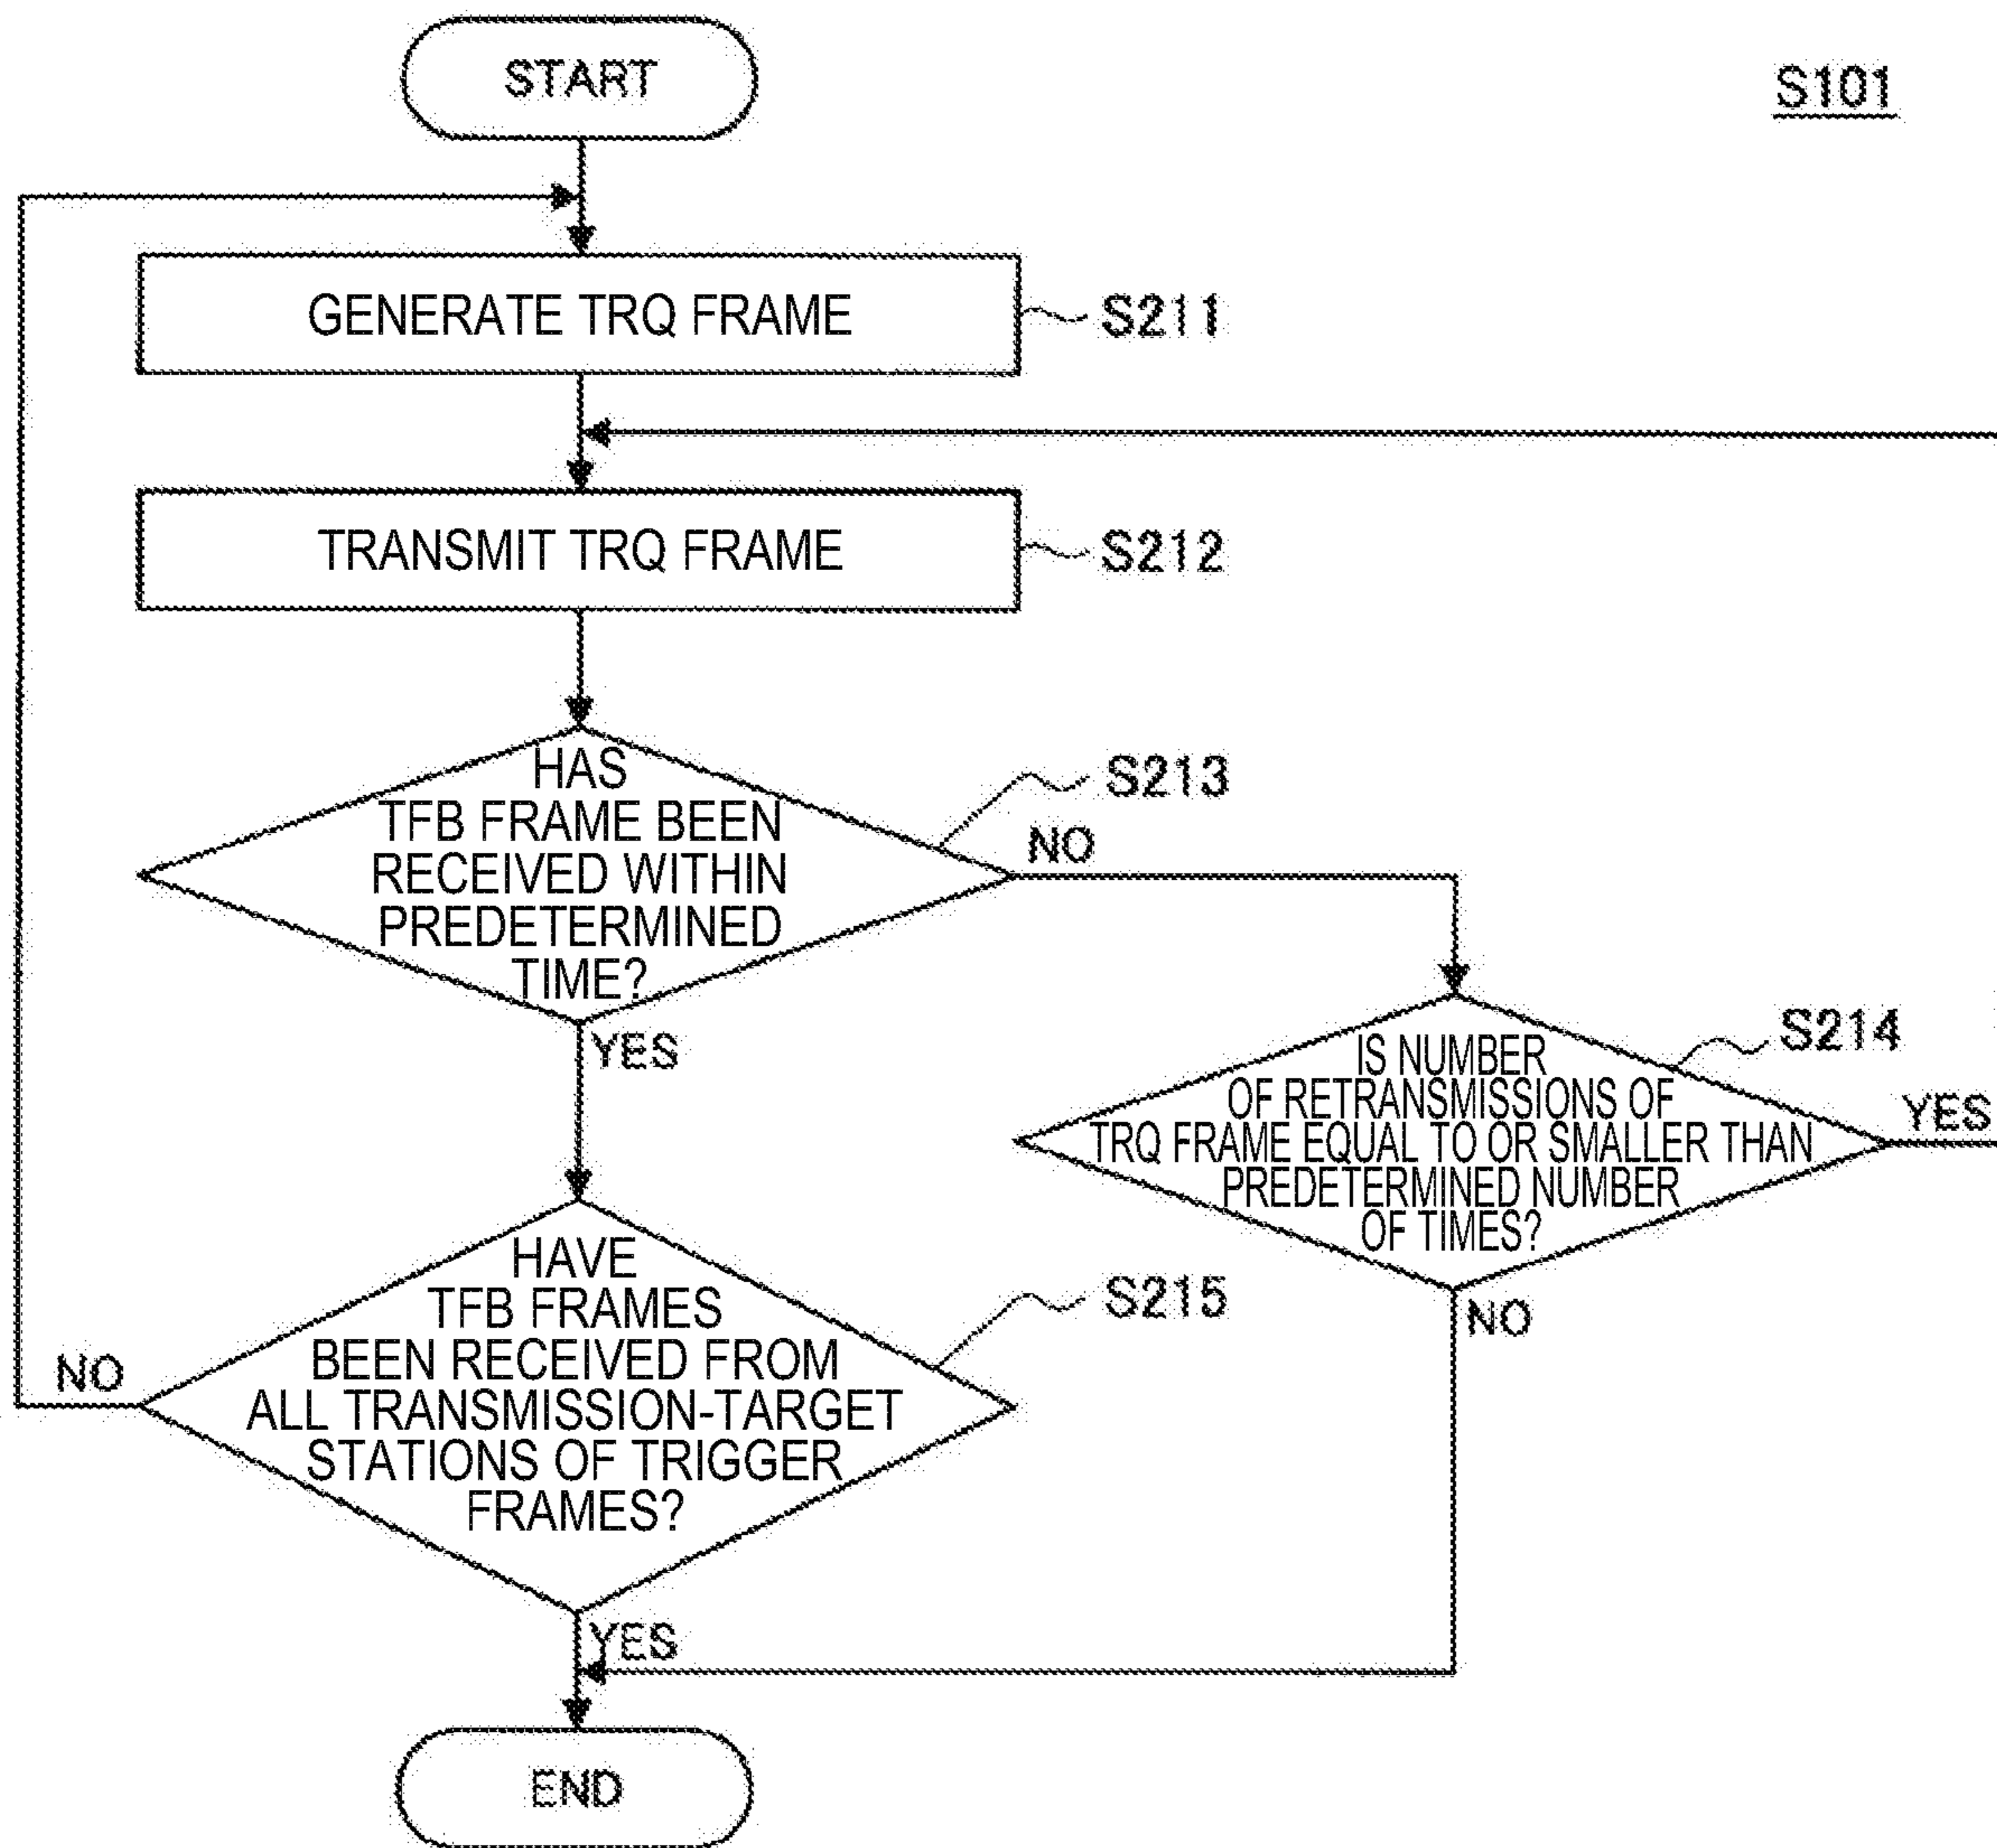 START
S101
GENERATE TRQ FRAME
S211
TRANSMIT TRQ FRAME
S212
HAS
TFB FRAME BEEN
RECEIVED WITHIN
PREDETERMINED
TIME?
S213
NO
YES
IS NUMBER
OF RETRANSMISSIONS OF
TRQ FRAME EQUAL TO OR SMALLER THAN
PREDETERMINED NUMBER
OF TIMES?
S214
YES
NO
HAVE
TFB FRAMES
BEEN RECEIVED FROM
ALL TRANSMISSION-TARGET
STATIONS OF TRIGGER
FRAMES?
S215
NO
YES
END